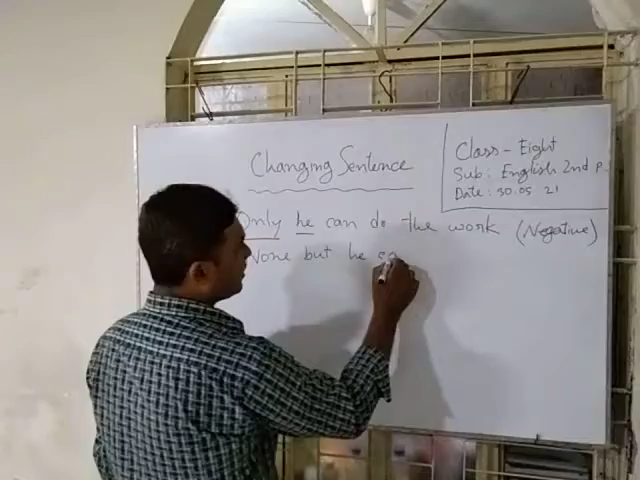 Changing Sentence
Class - Eight
Sub: English 2nd P.
Date: 30.05 21
Only he can do the work (Negative)
None but he ca